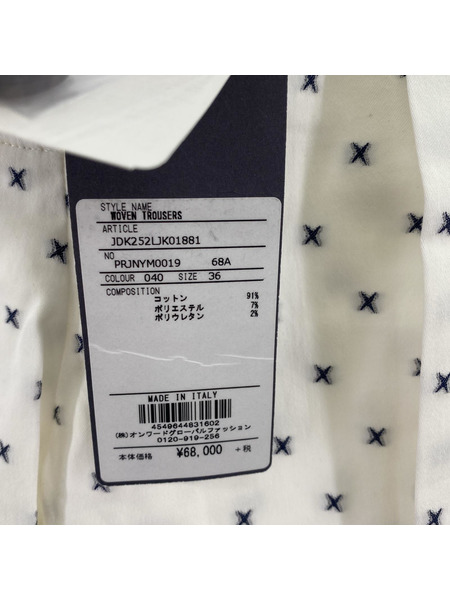 STYLE NAME
WOVEN TROUSERS
ARTICLE
JDK252LJK01881
NO
PRJNYM0019 68A
COLOUR 040 SIZE 36
COMPOSITION
コットン 91%
ポリエステル 7%
ポリウレタン 2%
MADE IN ITALY
4549644831602
(株)オンワードグローバルファッション
0120-919-256
本体価格 ¥68,000 +税